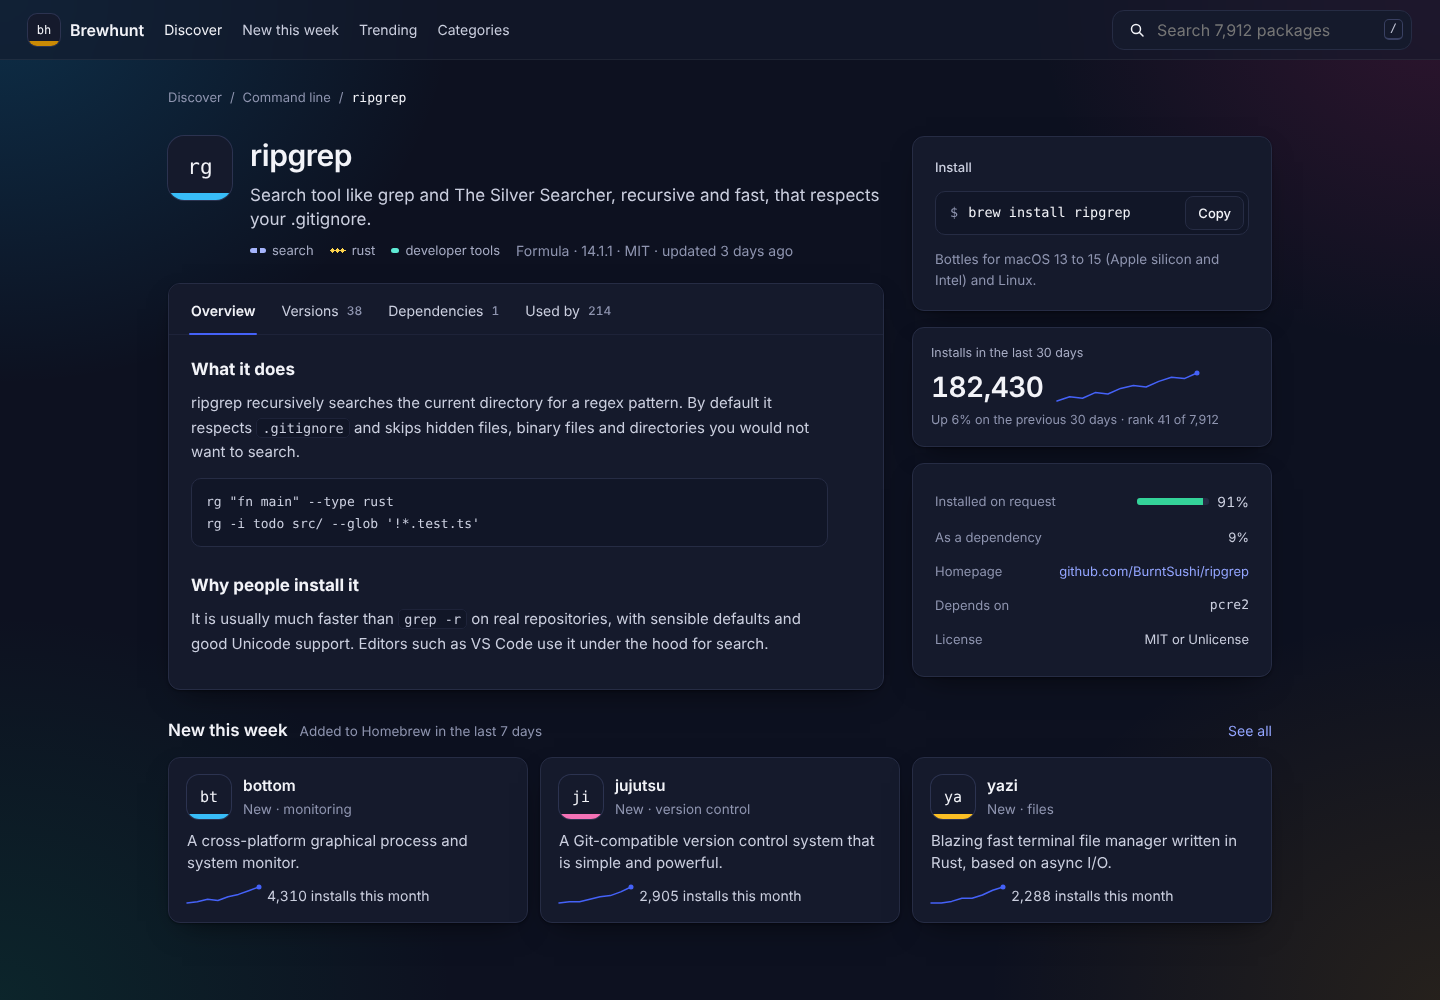 bh Brewhunt Discover New this week Trending Categories Search 7,912 packages /
Discover / Command line / ripgrep
rg
ripgrep
Search tool like grep and The Silver Searcher, recursive and fast, that respects
your .gitignore.
search rust developer tools Formula · 14.1.1 · MIT · updated 3 days ago
Install
$ brew install ripgrep Copy
Bottles for macOS 13 to 15 (Apple silicon and
Intel) and Linux.
Overview Versions 38 Dependencies 1 Used by 214
What it does
ripgrep recursively searches the current directory for a regex pattern. By default it
respects .gitignore and skips hidden files, binary files and directories you would not
want to search.
rg "fn main" --type rust
rg -i todo src/ --glob '!*.test.ts'
Why people install it
It is usually much faster than grep -r on real repositories, with sensible defaults and
good Unicode support. Editors such as VS Code use it under the hood for search.
Installs in the last 30 days
182,430
Up 6% on the previous 30 days · rank 41 of 7,912
Installed on request 91%
As a dependency 9%
Homepage github.com/BurntSushi/ripgrep
Depends on pcre2
License MIT or Unlicense
New this week Added to Homebrew in the last 7 days See all
bt
bottom
New · monitoring
A cross-platform graphical process and
system monitor.
4,310 installs this month
ji
jujutsu
New · version control
A Git-compatible version control system that
is simple and powerful.
2,905 installs this month
ya
yazi
New · files
Blazing fast terminal file manager written in
Rust, based on async I/O.
2,288 installs this month